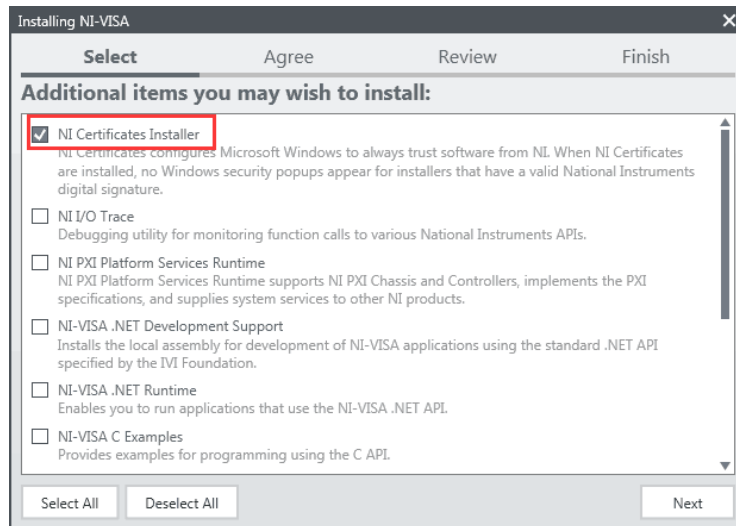 Installing NI-VISA
Select
Agree
Review
Finish
Additional items you may wish to install:
NI Certificates Installer
NI Certificates configures Microsoft Windows to always trust software from NI. When NI Certificates
are installed, no Windows security popups appear for installers that have a valid National Instruments
digital signature.
NI I/O Trace
Debugging utility for monitoring function calls to various National Instruments APIs.
NI PXI Platform Services Runtime
NI PXI Platform Services Runtime supports NI PXI Chassis and Controllers, implements the PXI
specifications, and supplies system services to other NI products.
NI-VISA .NET Development Support
Installs the local assembly for development of NI-VISA applications using the standard .NET API
specified by the IVI Foundation.
NI-VISA .NET Runtime
Enables you to run applications that use the NI-VISA .NET API.
NI-VISA C Examples
Provides examples for programming using the C API.
Select All
Deselect All
Next